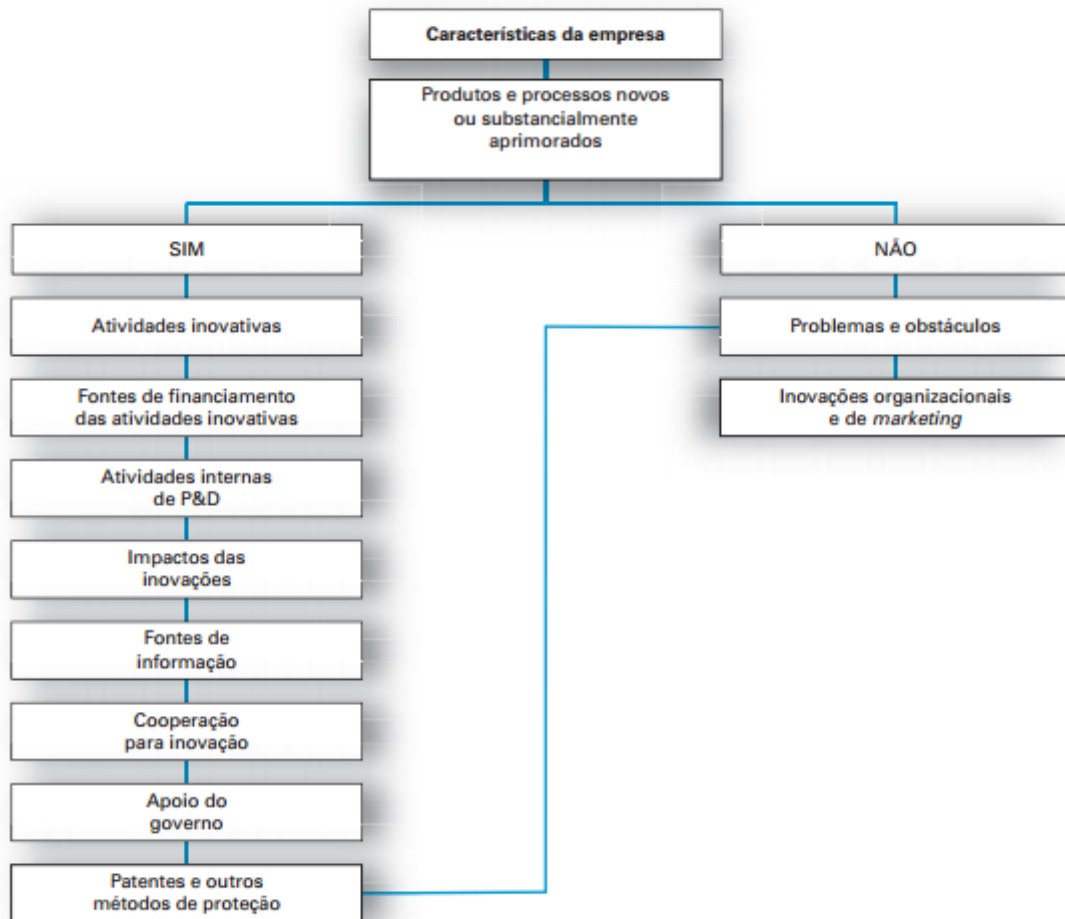 Características da empresa
Produtos e processos novos
ou substancialmente
aprimorados
SIM
Atividades inovativas
Fontes de financiamento
das atividades inovativas
Atividades internas
de P&D
Impactos das
inovações
Fontes de
informação
Cooperação
para inovação
Apoio do
governo
Patentes e outros
métodos de proteção
NÃO
Problemas e obstáculos
Inovações organizacionais
e de marketing